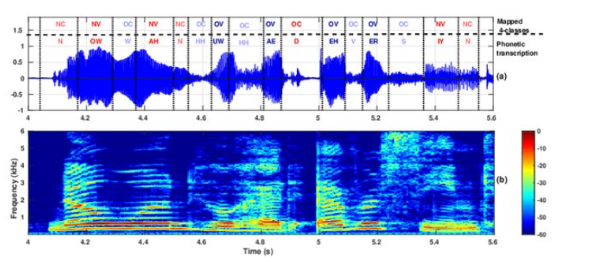 NC NV OC NV NC OC OV OC OV OC OV OC OV OC NV NC Mapped
4-classes
N OW W AH N HH UW HH AE D EH V ER S IY N Phonetic
transcription
1.5
1
0.5
0
-0.5
-1
(a)
4 4.2 4.4 4.6 4.8 5 5.2 5.4 5.6
Frequency (kHz)
6
5
4
3
2
1
(b)
0
-10
-20
-30
-40
-50
-60
4 4.2 4.4 4.6 4.8 5 5.2 5.4 5.6
Time (s)